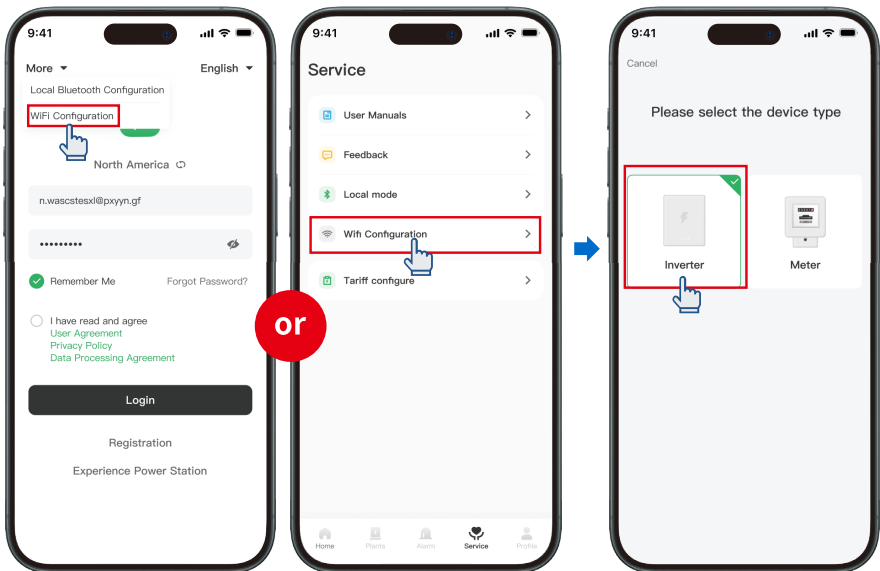 9:41
More
English
Local Bluetooth Configuration
WiFi Configuration
North America
n.wascstesxl@pxyyn.gf
•••••••••
Remember Me
Forgot Password?
I have read and agree
User Agreement
Privacy Policy
Data Processing Agreement
Login
Registration
Experience Power Station
or
9:41
Service
User Manuals
Feedback
Local mode
Wifi Configuration
Tariff configure
Home
Plants
Alarm
Service
Profile
9:41
Cancel
Please select the device type
Inverter
Meter